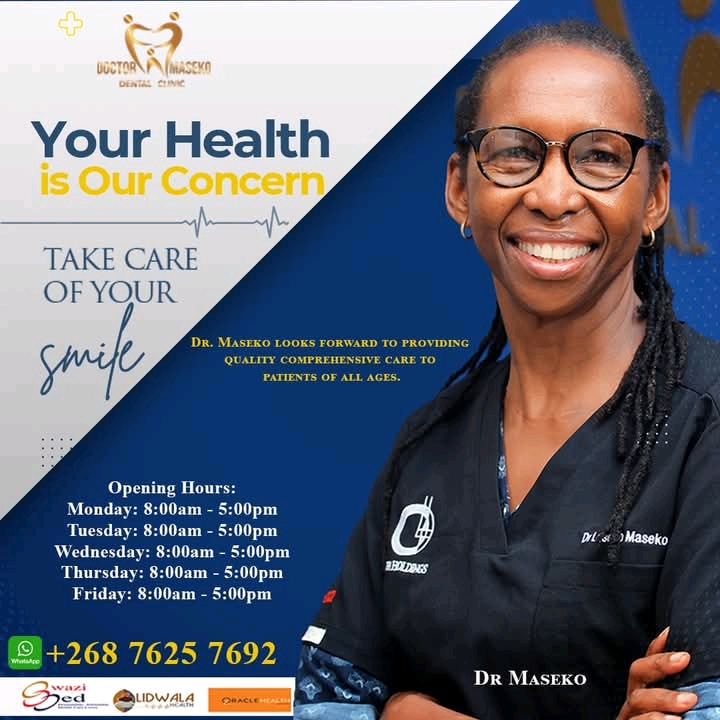 DOCTOR MASEKO
DENTAL CLINIC
Your Health
is Our Concern
TAKE CARE
OF YOUR
smile
DR. MASEKO LOOKS FORWARD TO PROVIDING
QUALITY COMPREHENSIVE CARE TO
PATIENTS OF ALL AGES.
Opening Hours:
Monday: 8:00am - 5:00pm
Tuesday: 8:00am - 5:00pm
Wednesday: 8:00am - 5:00pm
Thursday: 8:00am - 5:00pm
Friday: 8:00am - 5:00pm
WhatsApp
+268 7625 7692
Swazi
Med
LIDWALA
HEALTH
ORACLE HEALTH
HOLDINGS
Maseko
DR MASEKO